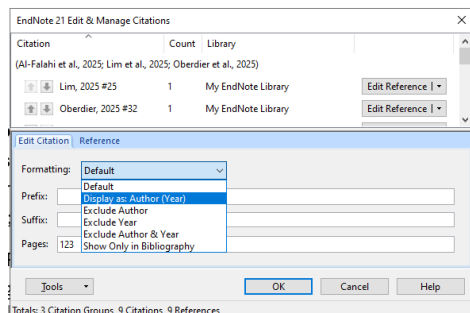 EndNote 21 Edit & Manage Citations
Citation Count Library
(Al-Falahi et al., 2025; Lim et al., 2025; Oberdier et al., 2025)
Lim, 2025 #25 1 My EndNote Library Edit Reference
Oberdier, 2025 #32 1 My EndNote Library Edit Reference
Edit Citation Reference
Formatting: Default
Default
Display as: Author (Year)
Prefix:
Exclude Author
Exclude Year
Suffix:
Exclude Author & Year
Pages: 123 Show Only in Bibliography
Tools OK Cancel Help
Totals: 3 Citation Groups, 9 Citations, 9 References